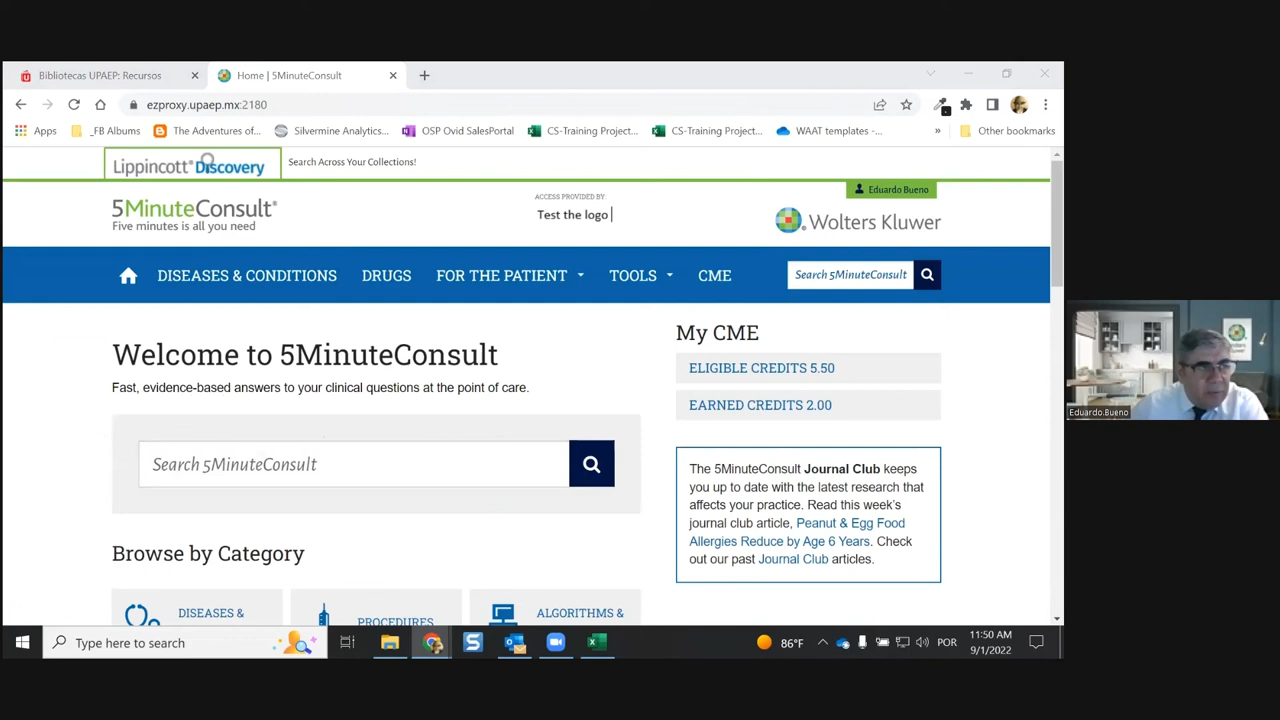 Bibliotecas UPAEP: Recursos
Home | 5MinuteConsult
ezproxy.upaep.mx:2180
Apps
_FB Albums
The Adventures of...
Silvermine Analytics...
OSP Ovid SalesPortal
CS-Training Project...
CS-Training Project...
WAAT templates -...
»
Other bookmarks
Lippincott® Discovery
Search Across Your Collections!
Eduardo Bueno
5MinuteConsult®
Five minutes is all you need
ACCESS PROVIDED BY:
Test the logo
Wolters Kluwer
DISEASES & CONDITIONS
DRUGS
FOR THE PATIENT
TOOLS
CME
Search 5MinuteConsult
Welcome to 5MinuteConsult
Fast, evidence-based answers to your clinical questions at the point of care.
Search 5MinuteConsult
Browse by Category
DISEASES &
PROCEDURES
ALGORITHMS &
My CME
ELIGIBLE CREDITS 5.50
EARNED CREDITS 2.00
The 5MinuteConsult Journal Club keeps
you up to date with the latest research that
affects your practice. Read this week's
journal club article, Peanut & Egg Food
Allergies Reduce by Age 6 Years. Check
out our past Journal Club articles.
Eduardo.Bueno
Type here to search
86°F
POR
11:50 AM
9/1/2022